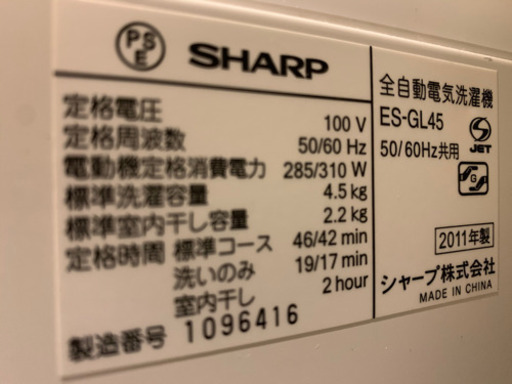 PSE SHARP
定格電圧 100 V
定格周波数 50/60 Hz
電動機定格消費電力 285/310 W
標準洗濯容量 4.5 kg
標準室内干し容量 2.2 kg
定格時間 標準コース 46/42 min
洗いのみ 19/17 min
室内干し 2 hour
製造番号 1096416
全自動電気洗濯機
ES-GL45
50/60Hz共用
S JET
G
2011年製
シャープ株式会社
MADE IN CHINA